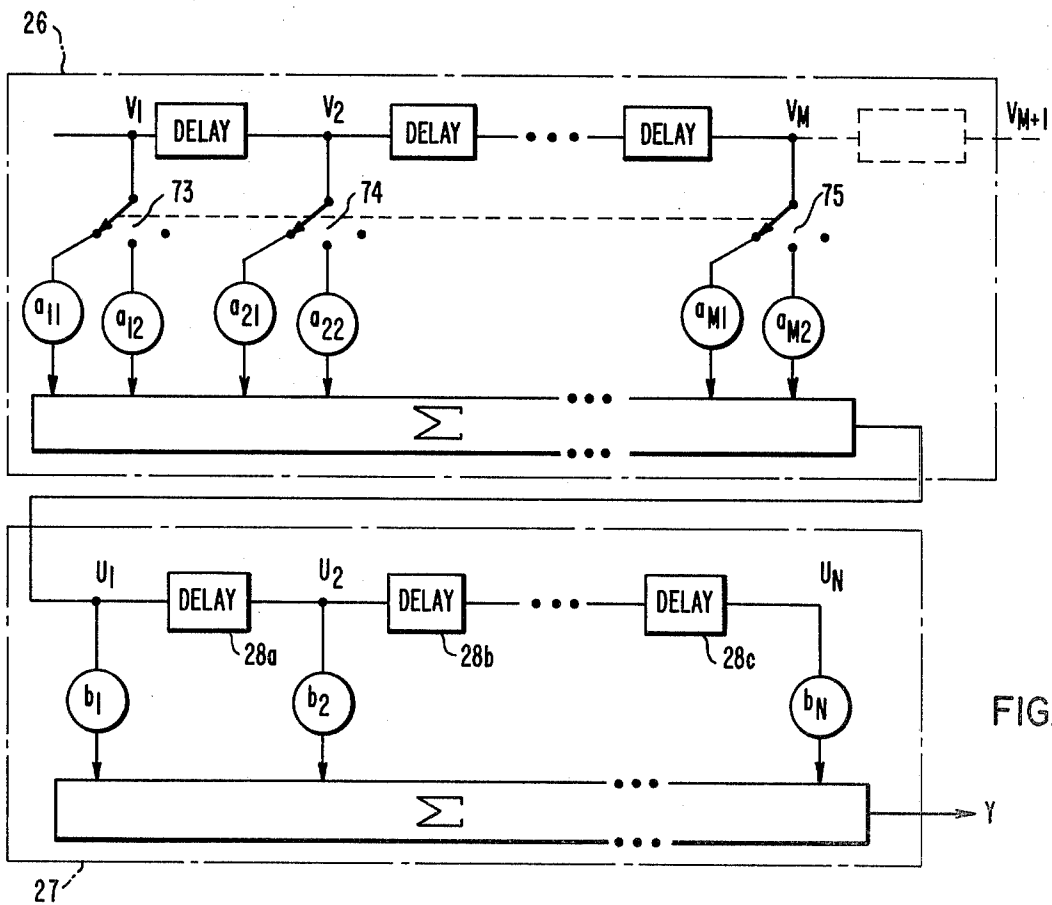 26
V1 DELAY V2 DELAY ••• DELAY VM VM+1
73 74 75
a11 a12 a21 a22 aM1 aM2
•••
Σ
•••
U1 DELAY U2 DELAY ••• DELAY UN
28a 28b 28c
b1 b2 bN
FIG.
•••
Σ Y
•••
27